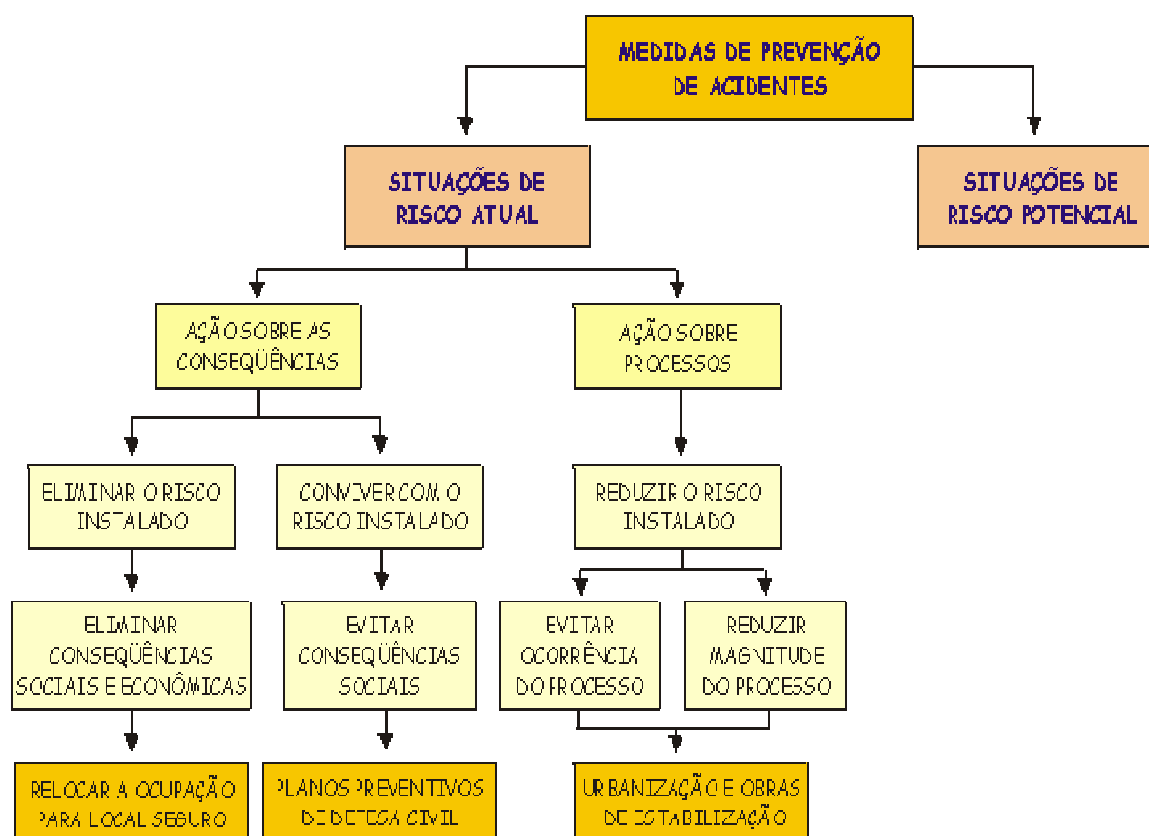 MEDIDAS DE PREVENÇÃO
DE ACIDENTES
SITUAÇÕES DE
RISCO ATUAL
SITUAÇÕES DE
RISCO POTENCIAL
AÇÃO SOBRE AS
CONSEQÜÊNCIAS
AÇÃO SOBRE
PROCESSOS
ELIMINAR O RISCO
INSTALADO
CONVIVER COM O
RISCO INSTALADO
REDUZIR O RISCO
INSTALADO
ELIMINAR
CONSEQÜÊNCIAS
SOCIAIS E ECONÔMICAS
EVITAR
CONSEQÜÊNCIAS
SOCIAIS
EVITAR
OCORRÊNCIA
DO PROCESSO
REDUZIR
MAGNITUDE
DO PROCESSO
RELOCAR A OCUPAÇÃO
PARA LOCAL SEGURO
PLANOS PREVENTIVOS
DE DEFESA CIVIL
URBANIZAÇÃO E OBRAS
DE ESTABILIZAÇÃO